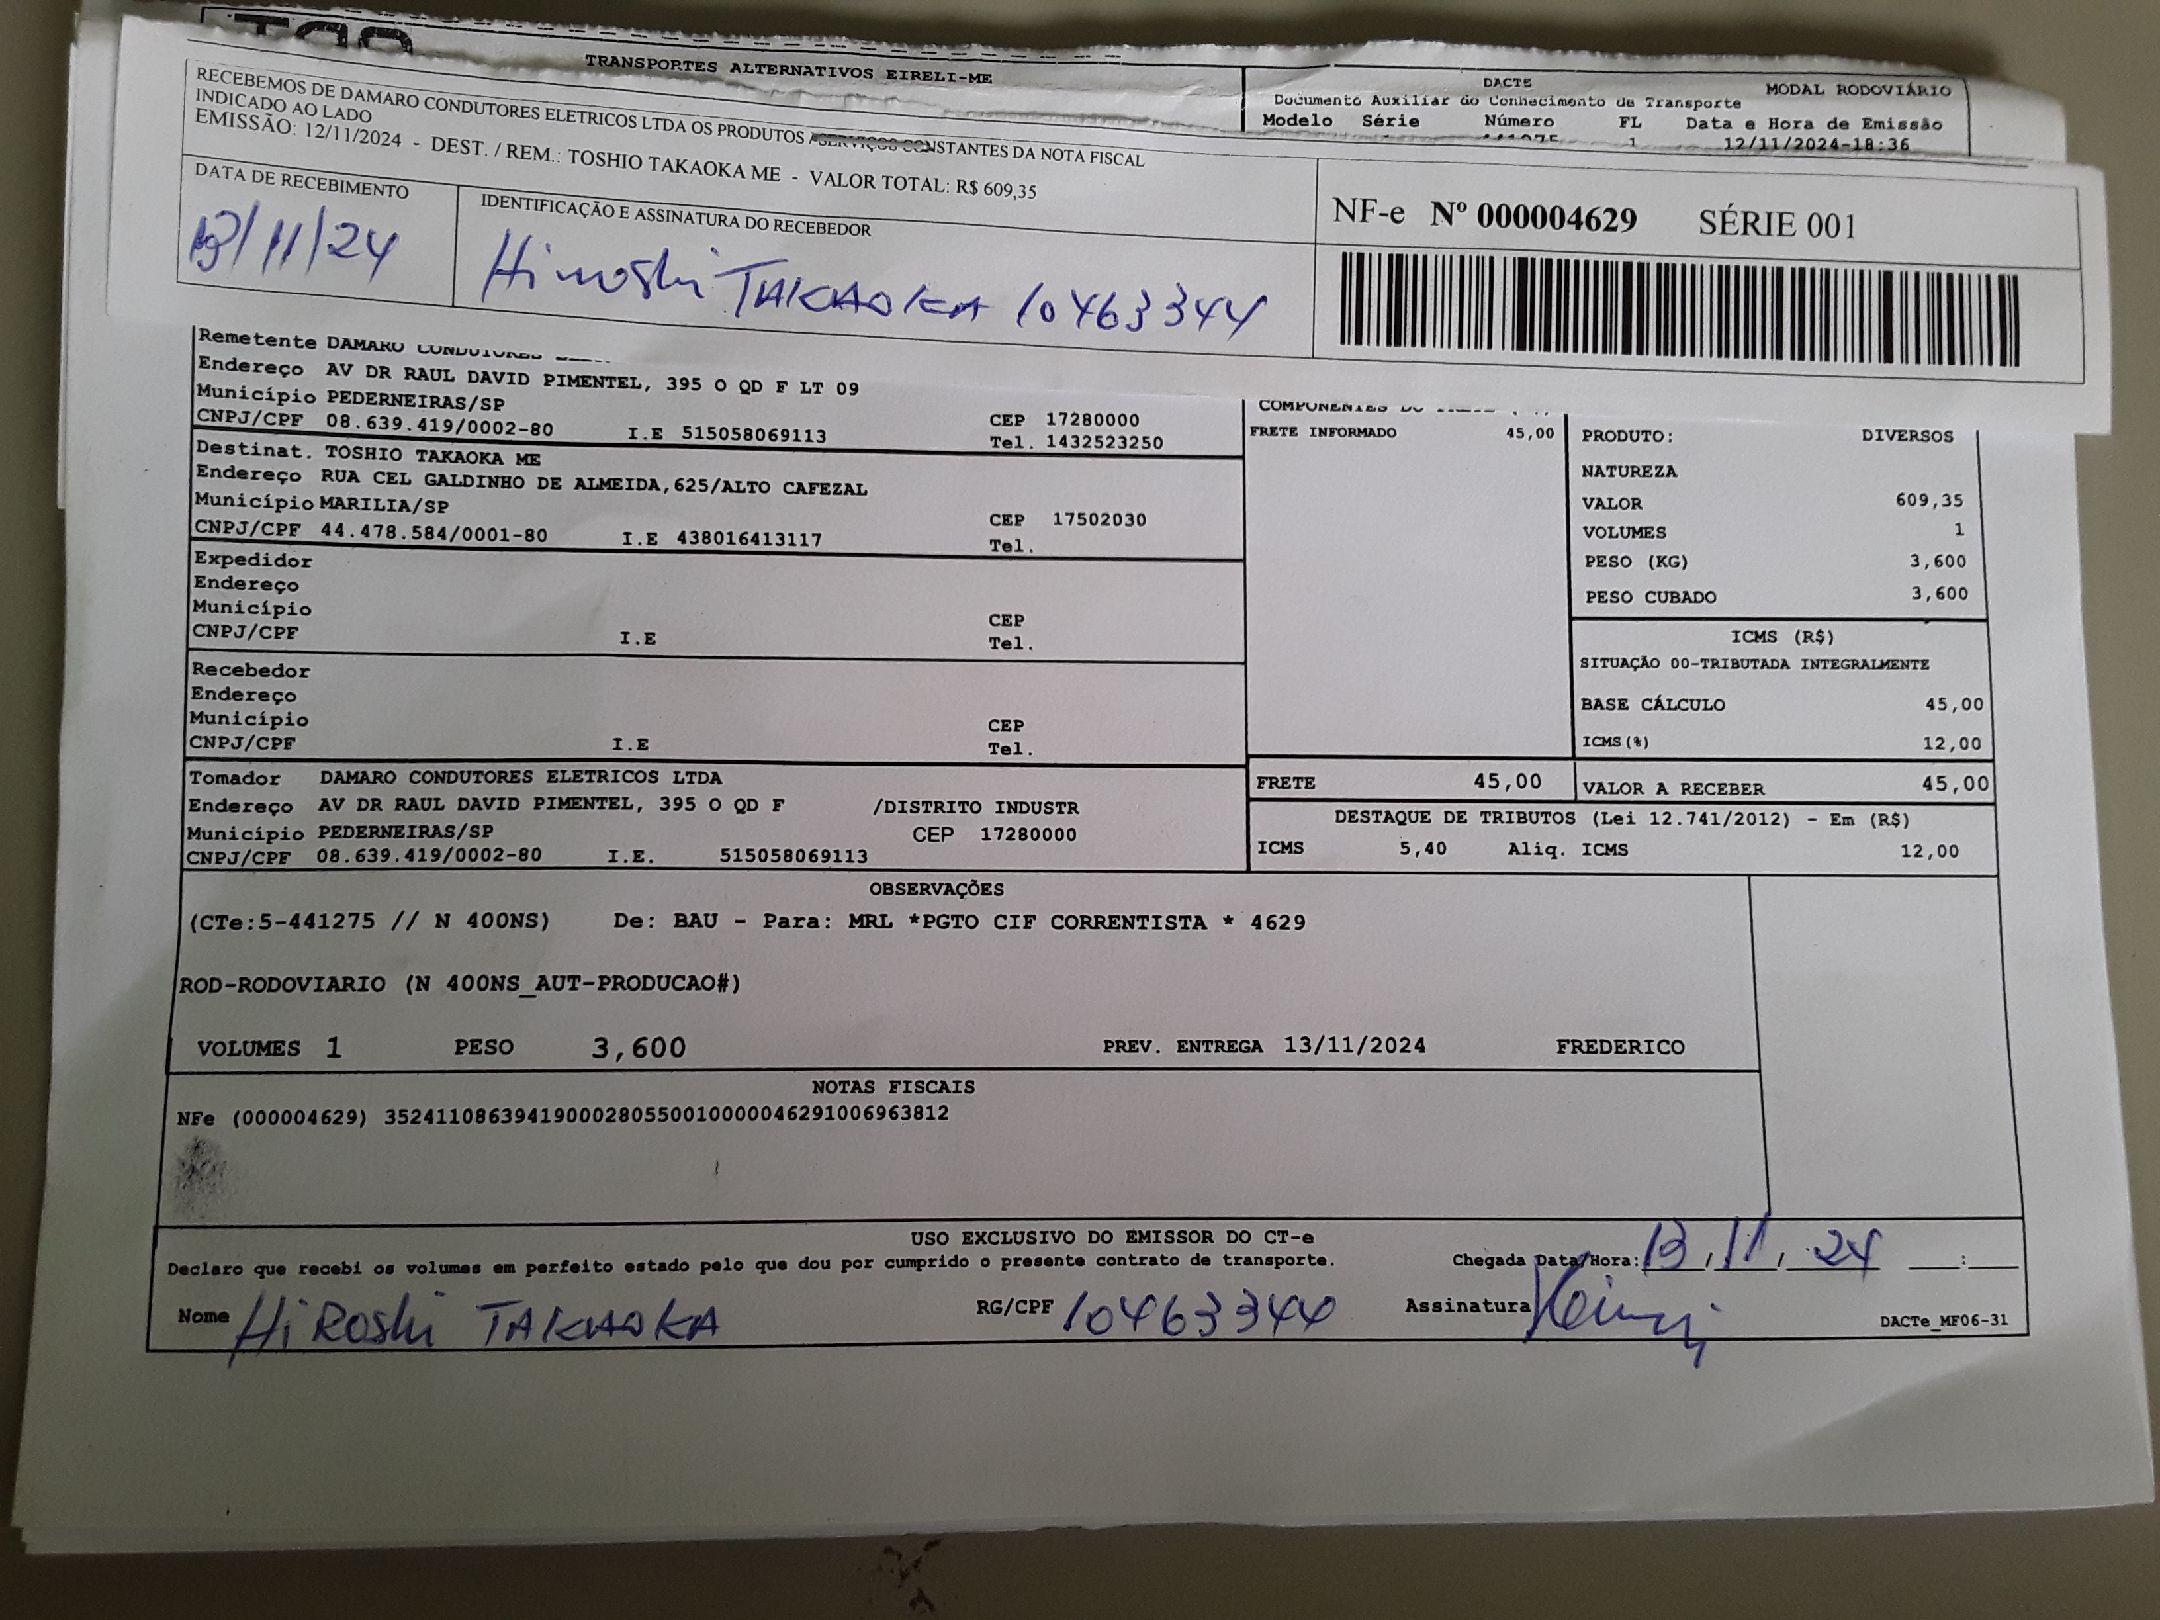 TRANSPORTES ALTERNATIVOS EIRELI-ME
DACTE
MODAL RODOVIÁRIO
Documento Auxiliar do Conhecimento de Transporte
Modelo Série Número FL Data e Hora de Emissão
1 12/11/2024-18:36
RECEBEMOS DE DAMARO CONDUTORES ELETRICOS LTDA OS PRODUTOS / SERVIÇOS CONSTANTES DA NOTA FISCAL
INDICADO AO LADO
EMISSÃO: 12/11/2024 - DEST. / REM.: TOSHIO TAKAOKA ME - VALOR TOTAL: R$ 609,35
DATA DE RECEBIMENTO
13/11/24
IDENTIFICAÇÃO E ASSINATURA DO RECEBEDOR
Hiroshi TAKAOKA 10463344
NF-e Nº 000004629 SÉRIE 001
Remetente DAMARO CONDUTORES
Endereço AV DR RAUL DAVID PIMENTEL, 395 O QD F LT 09
Município PEDERNEIRAS/SP CEP 17280000
CNPJ/CPF 08.639.419/0002-80 I.E 515058069113 Tel. 1432523250
Destinat. TOSHIO TAKAOKA ME
Endereço RUA CEL GALDINHO DE ALMEIDA,625/ALTO CAFEZAL
Município MARILIA/SP CEP 17502030
CNPJ/CPF 44.478.584/0001-80 I.E 438016413117 Tel.
Expedidor
Endereço
Município CEP
CNPJ/CPF I.E Tel.
Recebedor
Endereço
Município CEP
CNPJ/CPF I.E Tel.
Tomador DAMARO CONDUTORES ELETRICOS LTDA
Endereço AV DR RAUL DAVID PIMENTEL, 395 O QD F /DISTRITO INDUSTR
Município PEDERNEIRAS/SP CEP 17280000
CNPJ/CPF 08.639.419/0002-80 I.E. 515058069113
COMPONENTES DO
FRETE INFORMADO 45,00
PRODUTO: DIVERSOS
NATUREZA
VALOR 609,35
VOLUMES 1
PESO (KG) 3,600
PESO CUBADO 3,600
ICMS (R$)
SITUAÇÃO 00-TRIBUTADA INTEGRALMENTE
BASE CÁLCULO 45,00
ICMS(%) 12,00
FRETE 45,00 VALOR A RECEBER 45,00
DESTAQUE DE TRIBUTOS (Lei 12.741/2012) - Em (R$)
ICMS 5,40 Aliq. ICMS 12,00
OBSERVAÇÕES
(CTe:5-441275 // N 400NS) De: BAU - Para: MRL *PGTO CIF CORRENTISTA * 4629
ROD-RODOVIARIO (N 400NS_AUT-PRODUCAO#)
VOLUMES 1 PESO 3,600 PREV. ENTREGA 13/11/2024 FREDERICO
NOTAS FISCAIS
NFe (000004629) 35241108639419000280550010000046291006963812
USO EXCLUSIVO DO EMISSOR DO CT-e
Declaro que recebi os volumes em perfeito estado pelo que dou por cumprido o presente contrato de transporte. Chegada Data/Hora: 13/11/24 :
Nome HIROSHI TAKAOKA RG/CPF 10463344 Assinatura
DACTe_MF06-31